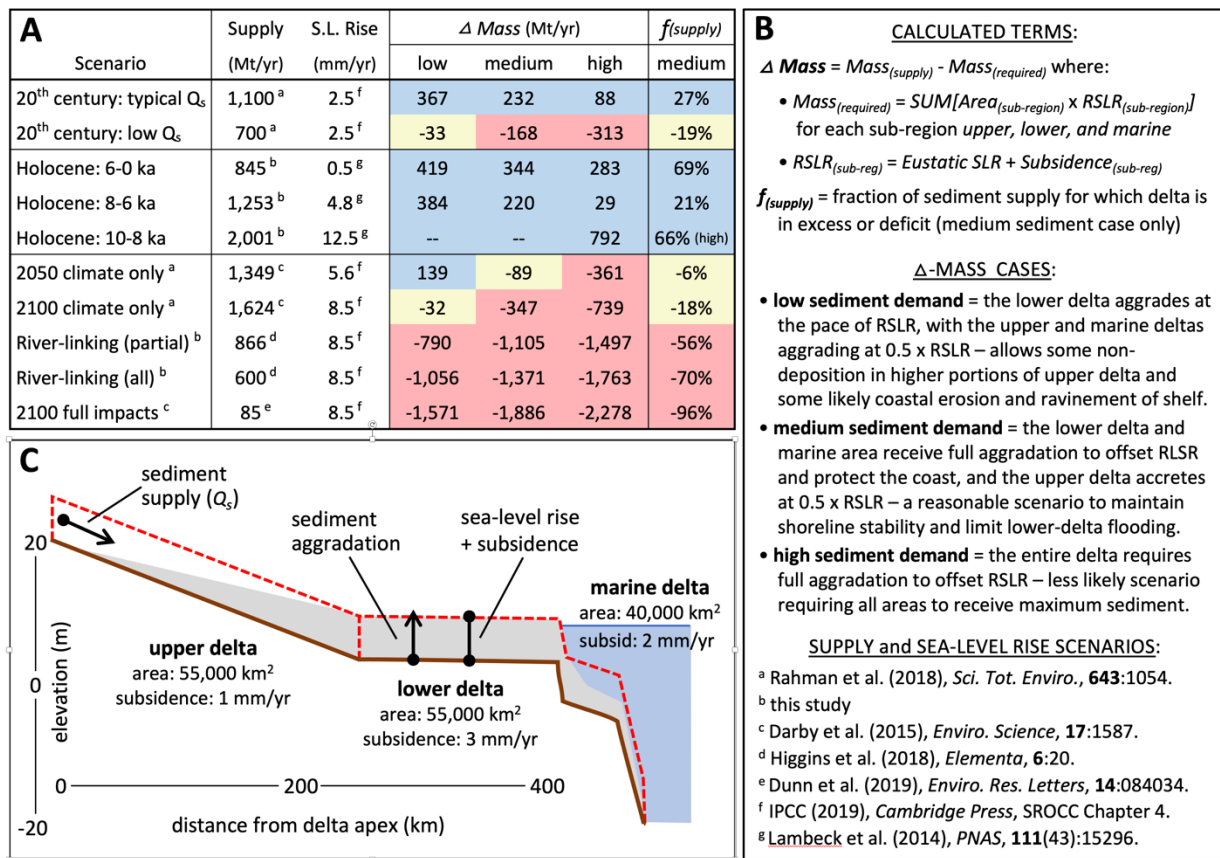 A
Supply S.L. Rise Δ Mass (Mt/yr) f(supply)
Scenario (Mt/yr) (mm/yr) low medium high medium
20th century: typical Qs 1,100 a 2.5 f 367 232 88 27%
20th century: low Qs 700 a 2.5 f -33 -168 -313 -19%
Holocene: 6-0 ka 845 b 0.5 g 419 344 283 69%
Holocene: 8-6 ka 1,253 b 4.8 g 384 220 29 21%
Holocene: 10-8 ka 2,001 b 12.5 g -- -- 792 66% (high)
2050 climate only a 1,349 c 5.6 f 139 -89 -361 -6%
2100 climate only a 1,624 c 8.5 f -32 -347 -739 -18%
River-linking (partial) b 866 d 8.5 f -790 -1,105 -1,497 -56%
River-linking (all) b 600 d 8.5 f -1,056 -1,371 -1,763 -70%
2100 full impacts c 85 e 8.5 f -1,571 -1,886 -2,278 -96%
B
CALCULATED TERMS:
Δ Mass = Mass(supply) - Mass(required) where:
• Mass(required) = SUM[Area(sub-region) x RSLR(sub-region)]
for each sub-region upper, lower, and marine
• RSLR(sub-reg) = Eustatic SLR + Subsidence(sub-reg)
f(supply) = fraction of sediment supply for which delta is
in excess or deficit (medium sediment case only)
Δ-MASS CASES:
• low sediment demand = the lower delta aggrades at
the pace of RSLR, with the upper and marine deltas
aggrading at 0.5 x RSLR – allows some non-
deposition in higher portions of upper delta and
some likely coastal erosion and ravinement of shelf.
• medium sediment demand = the lower delta and
marine area receive full aggradation to offset RLSR
and protect the coast, and the upper delta accretes
at 0.5 x RSLR – a reasonable scenario to maintain
shoreline stability and limit lower-delta flooding.
• high sediment demand = the entire delta requires
full aggradation to offset RSLR – less likely scenario
requiring all areas to receive maximum sediment.
SUPPLY and SEA-LEVEL RISE SCENARIOS:
a Rahman et al. (2018), Sci. Tot. Enviro., 643:1054.
b this study
c Darby et al. (2015), Enviro. Science, 17:1587.
d Higgins et al. (2018), Elementa, 6:20.
e Dunn et al. (2019), Enviro. Res. Letters, 14:084034.
f IPCC (2019), Cambridge Press, SROCC Chapter 4.
g Lambeck et al. (2014), PNAS, 111(43):15296.
C
sediment
supply (Qs)
sediment
aggradation
sea-level rise
+ subsidence
marine delta
area: 40,000 km2
subsid: 2 mm/yr
upper delta
area: 55,000 km2
subsidence: 1 mm/yr
lower delta
area: 55,000 km2
subsidence: 3 mm/yr
20
0
-20
elevation (m)
0 200 400
distance from delta apex (km)